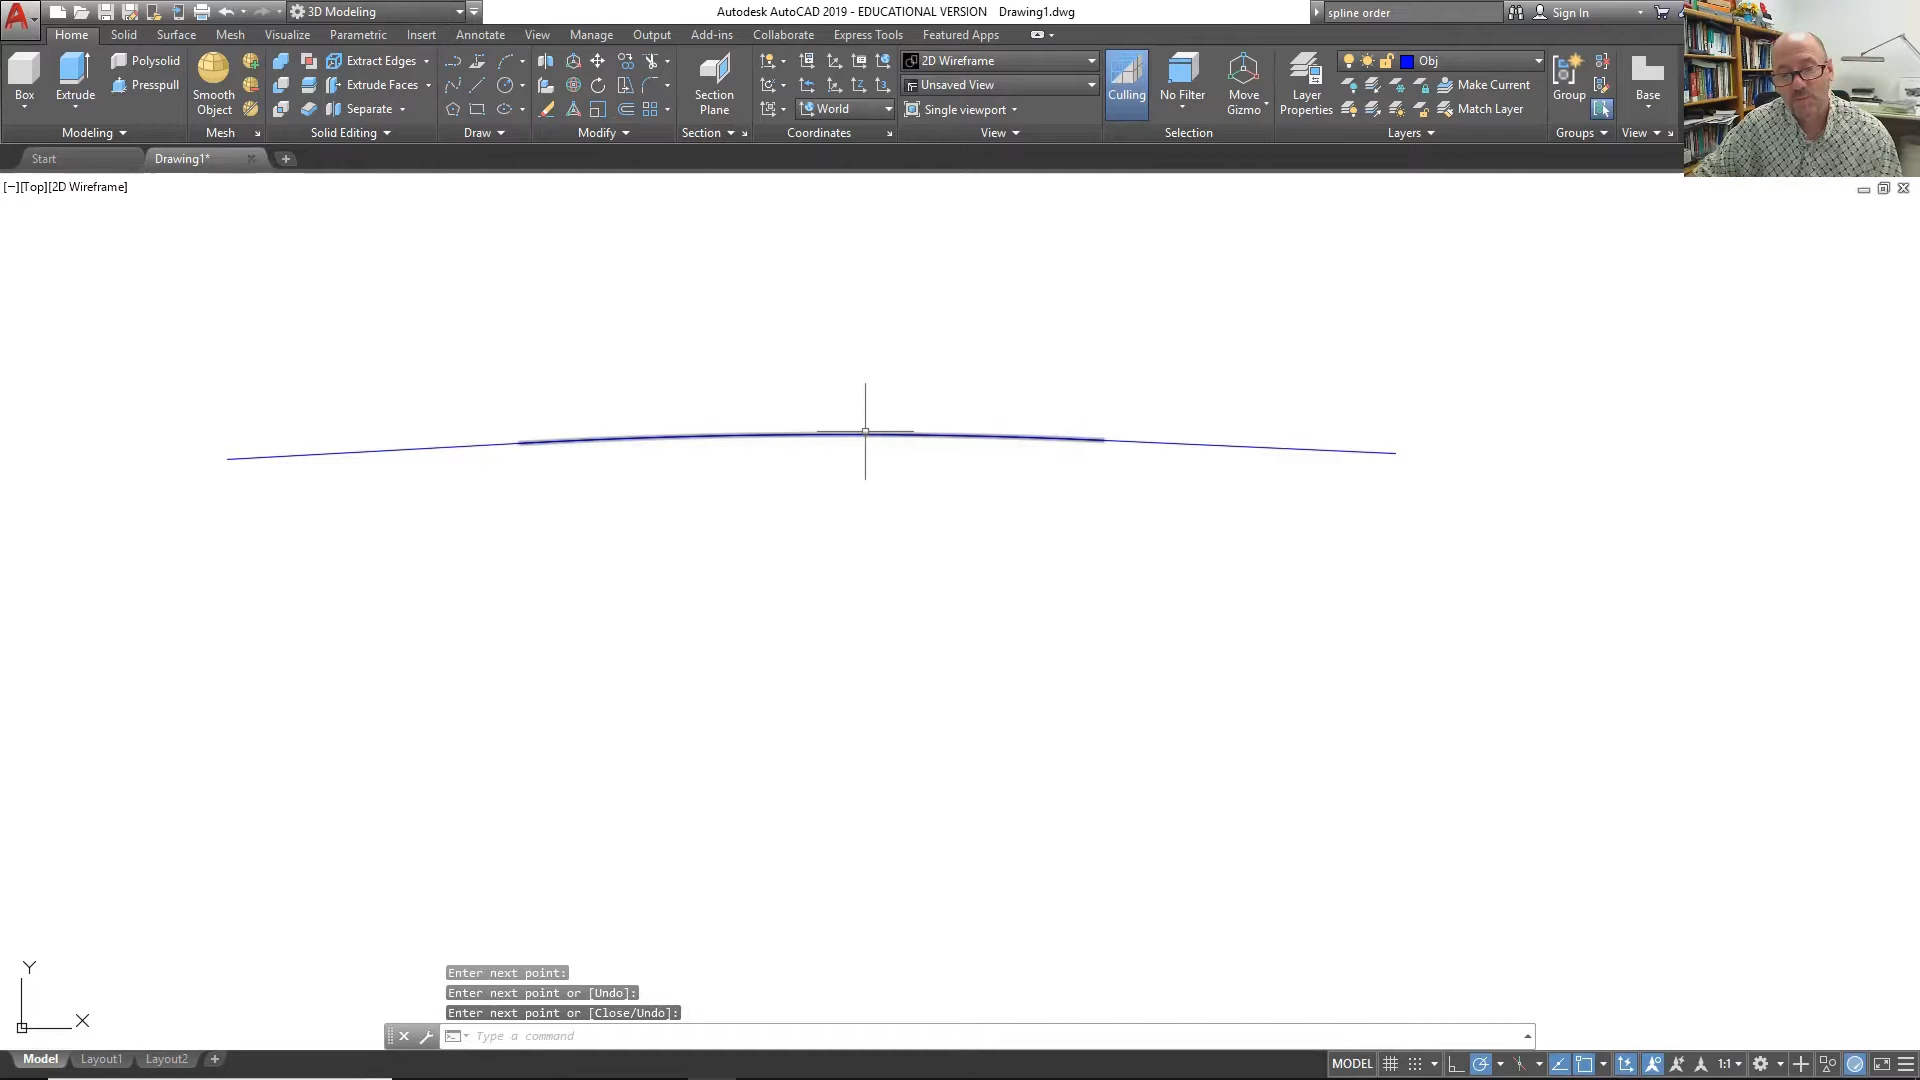 A
3D Modeling
Autodesk AutoCAD 2019 - EDUCATIONAL VERSION Drawing1.dwg
spline order
Sign In
Home Solid Surface Mesh Visualize Parametric Insert Annotate View Manage Output Add-ins Collaborate Express Tools Featured Apps
Box
Extrude
Polysolid
Presspull
Smooth
Object
Extract Edges
Extrude Faces
Separate
Section
Plane
World
2D Wireframe
Unsaved View
Single viewport
Culling
No Filter
Move
Gizmo
Layer
Properties
Obj
Make Current
Match Layer
Group
Base
Modeling Mesh Solid Editing Draw Modify Section Coordinates View Selection Layers Groups View
Start
Drawing1*
[−][Top][2D Wireframe]
Y
X
Enter next point:
Enter next point or [Undo]:
Enter next point or [Close/Undo]:
Type a command
Model Layout1 Layout2
MODEL
1:1